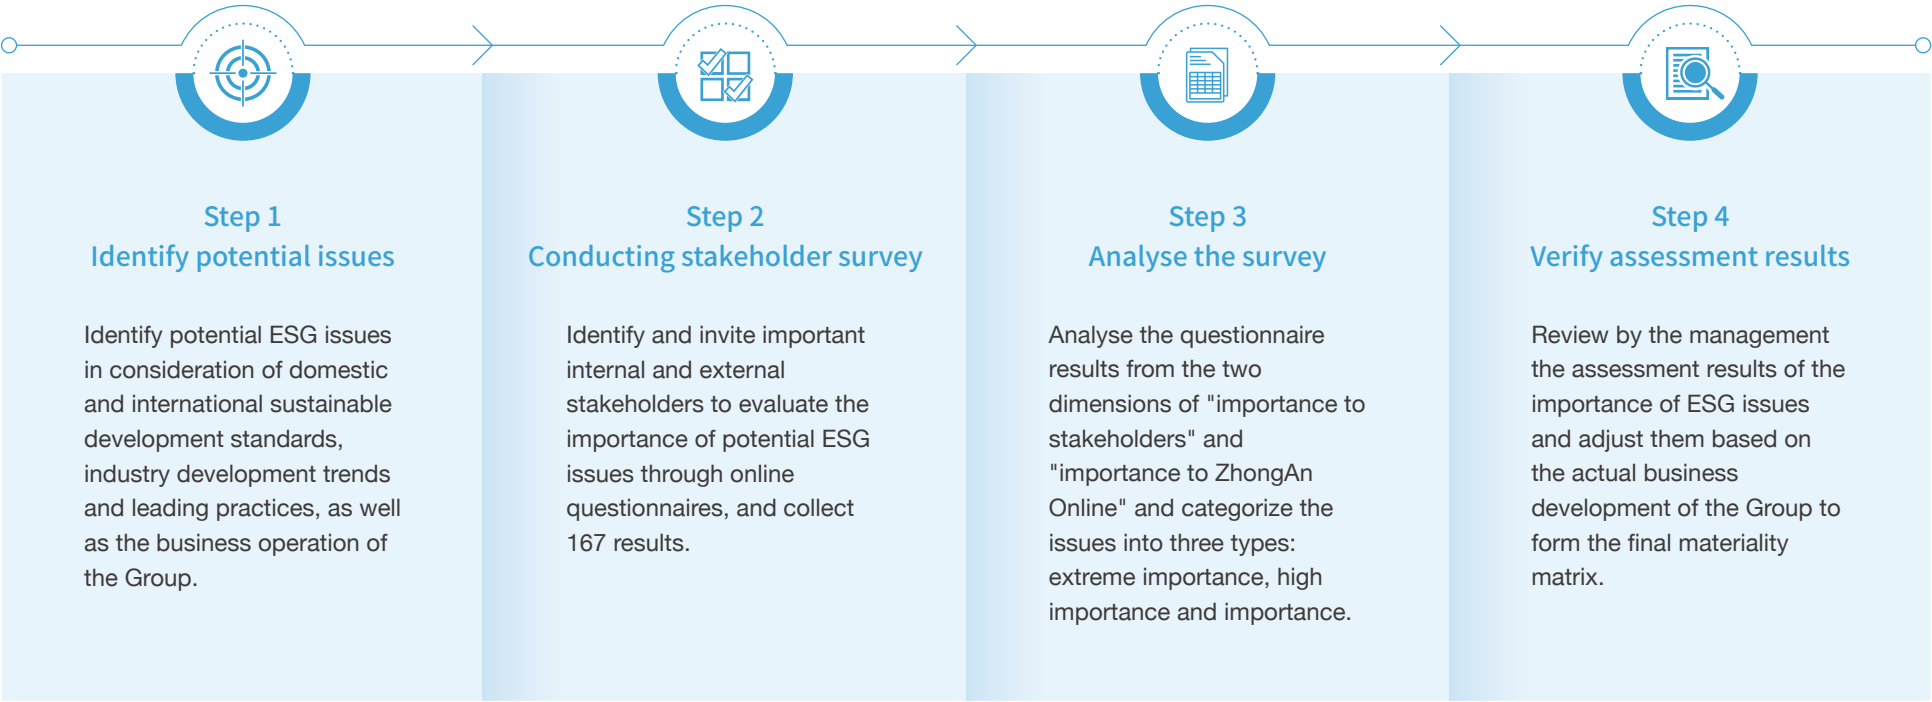 Step 1
Identify potential issues
Identify potential ESG issues
in consideration of domestic
and international sustainable
development standards,
industry development trends
and leading practices, as well
as the business operation of
the Group.
Step 2
Conducting stakeholder survey
Identify and invite important
internal and external
stakeholders to evaluate the
importance of potential ESG
issues through online
questionnaires, and collect
167 results.
Step 3
Analyse the survey
Analyse the questionnaire
results from the two
dimensions of "importance to
stakeholders" and
"importance to ZhongAn
Online" and categorize the
issues into three types:
extreme importance, high
importance and importance.
Step 4
Verify assessment results
Review by the management
the assessment results of the
importance of ESG issues
and adjust them based on
the actual business
development of the Group to
form the final materiality
matrix.